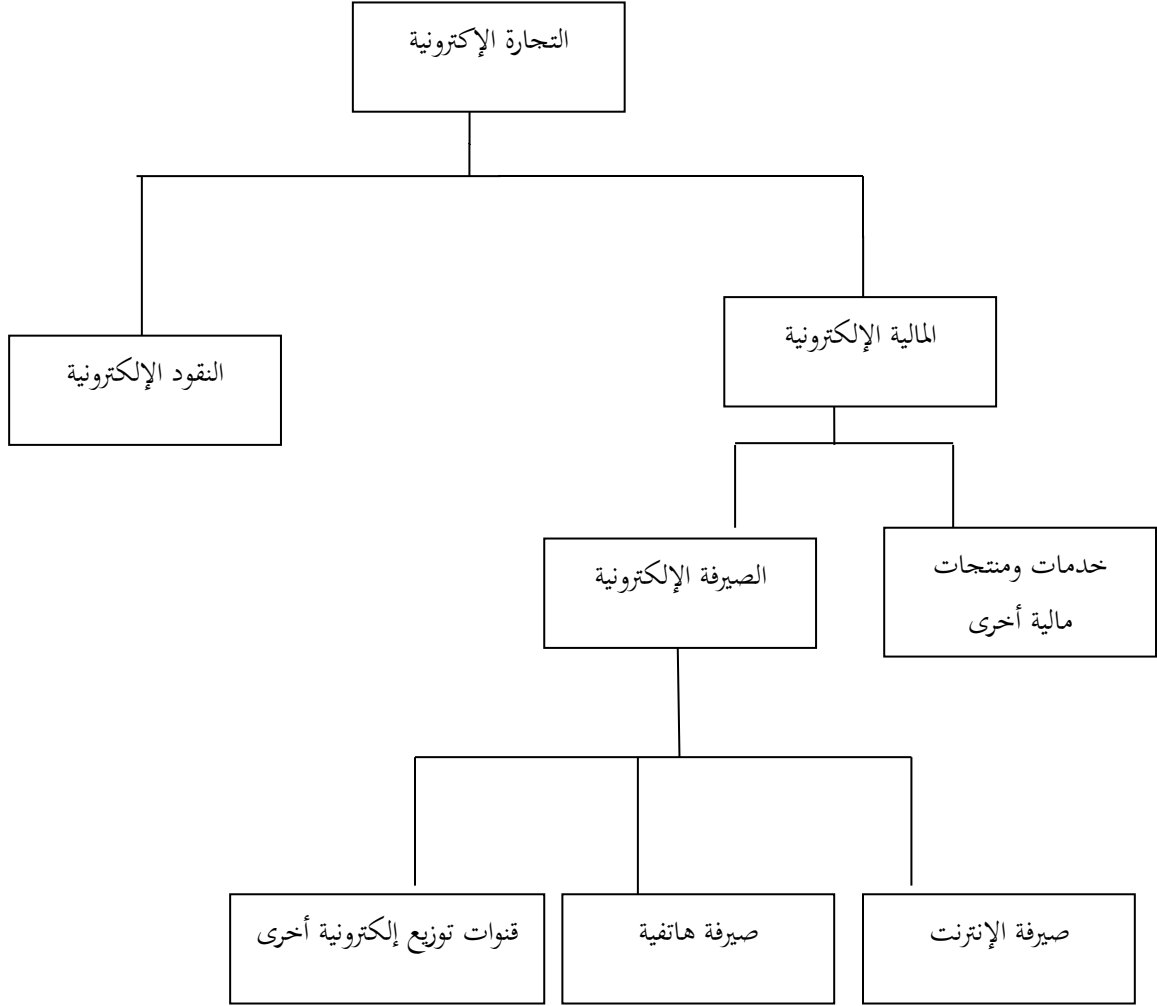 التجارة الإكترونية
المالية الإلكترونية
النقود الإلكترونية
خدمات ومنتجات
مالية أخرى
الصيرفة الإلكترونية
صيرفة الإنترنت
صيرفة هاتفية
قنوات توزيع إلكترونية أخرى